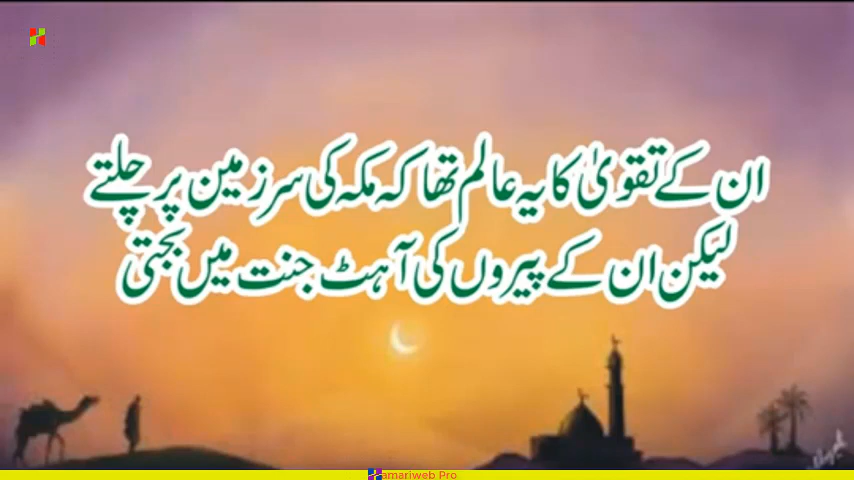 ان کے تقویٰ کا یہ عالم تھا کہ مکہ کی سرزمین پر چلتے
لیکن ان کے پیروں کی آہٹ جنت میں بجتی
Hamariweb Pro